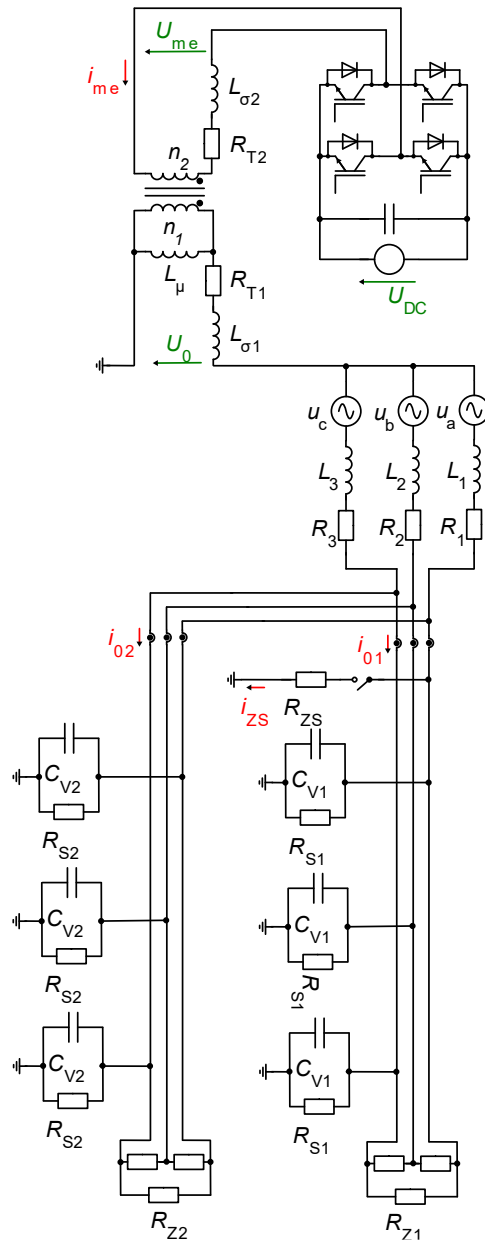 U_me
i_me
L_σ2
R_T2
n_2
n_1
L_μ
R_T1
U_DC
U_0
L_σ1
u_c
u_b
u_a
L_3
L_2
L_1
R_3
R_2
R_1
i_02
i_01
i_ZS
R_ZS
C_V2
C_V1
R_S2
R_S1
C_V2
C_V1
R_S2
R_S1
C_V2
C_V1
R_S2
R_S1
R_Z2
R_Z1